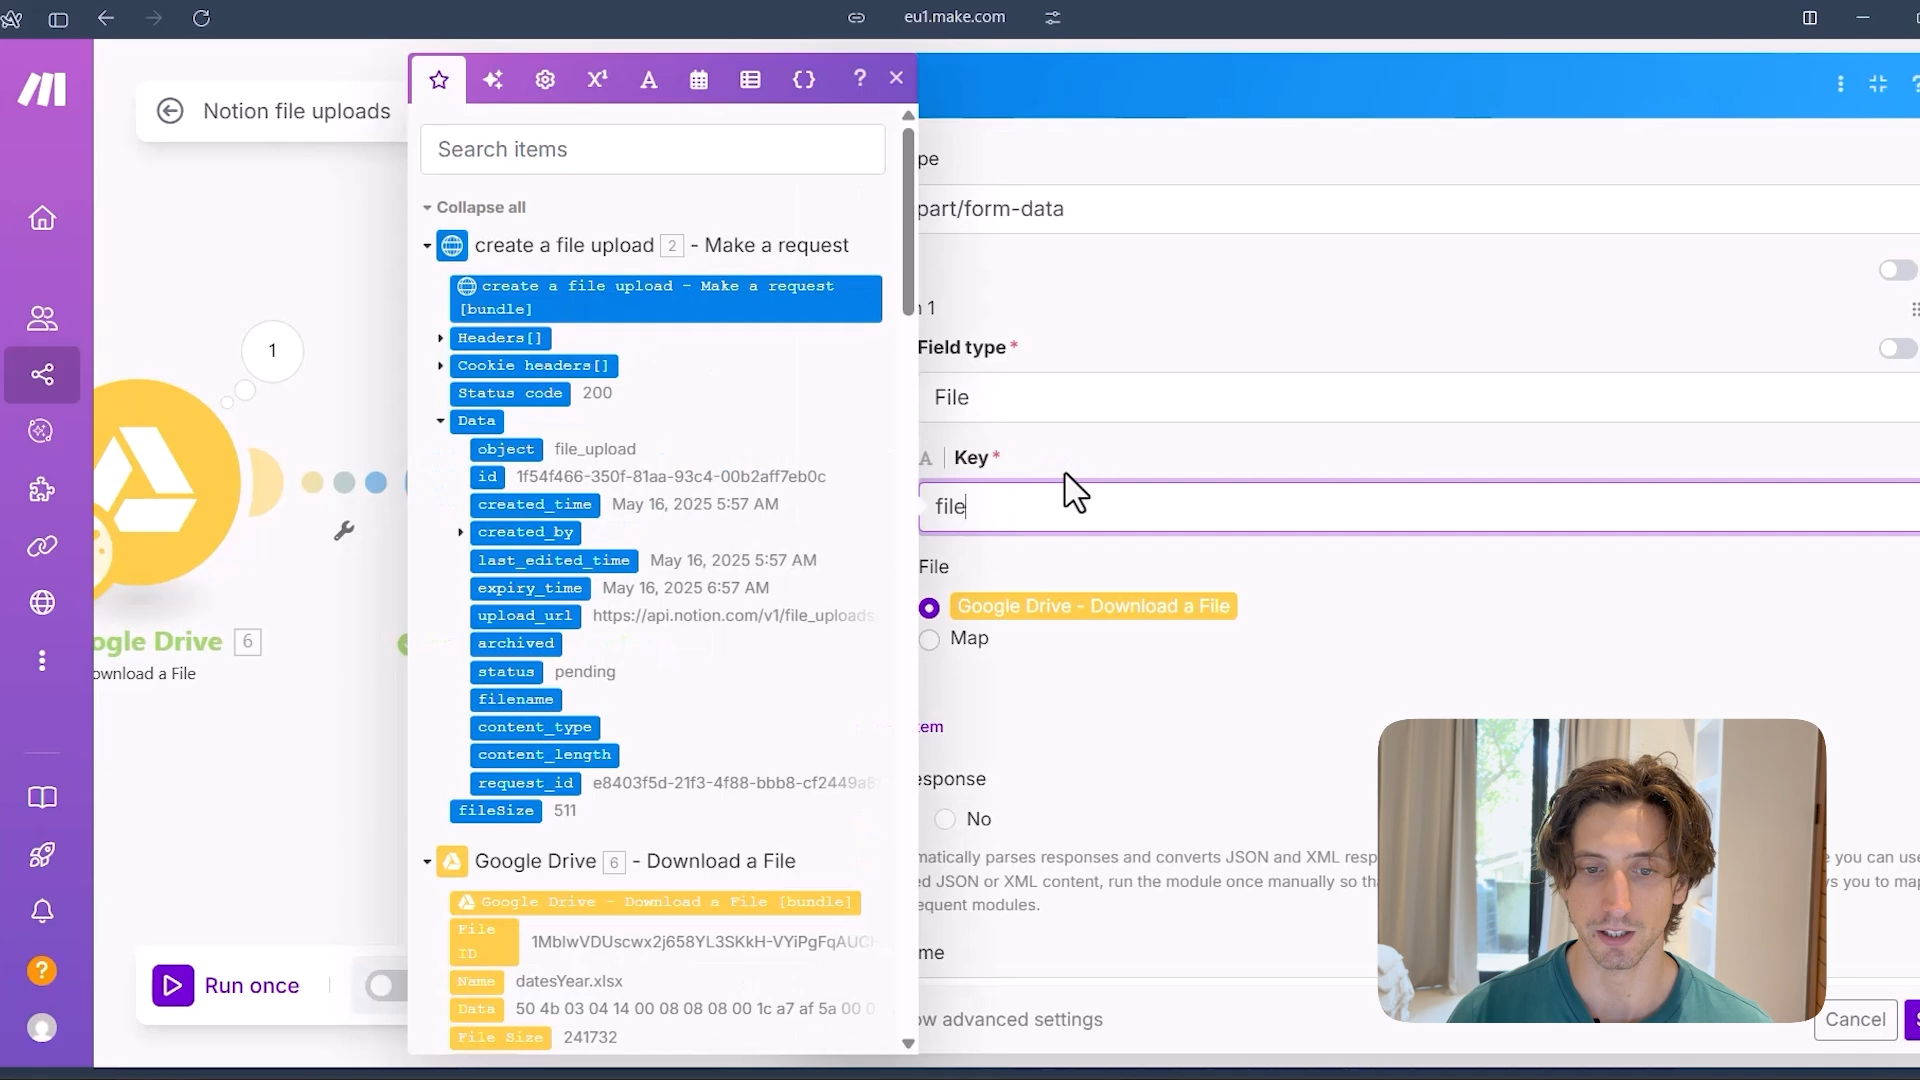 eu1.make.com
Notion file uploads
1
ogle Drive 6
ownload a File
Run once
?
?
Search items
Collapse all
create a file upload 2 - Make a request
create a file upload - Make a request
[bundle]
Headers[]
Cookie headers[]
Status code 200
Data
object file_upload
id 1f54f466-350f-81aa-93c4-00b2aff7eb0c
created_time May 16, 2025 5:57 AM
created_by
last_edited_time May 16, 2025 5:57 AM
expiry_time May 16, 2025 6:57 AM
upload_url https://api.notion.com/v1/file_uploads
archived
status pending
filename
content_type
content_length
request_id e8403f5d-21f3-4f88-bbb8-cf2449a
fileSize 511
Google Drive 6 - Download a File
Google Drive - Download a File [bundle]
File
ID 1MbIwVDUscwx2j658YL3SKkH-VYiPgFqAUC
Name datesYear.xlsx
Data 50 4b 03 04 14 00 08 08 08 00 1c a7 af 5a 00 0
File Size 241732
?
pe
part/form-data
1
Field type *
File
A Key *
file
File
Google Drive - Download a File
Map
tem
esponse
No
matically parses responses and converts JSON and XML resp
e you can use
ed JSON or XML content, run the module once manually so th
ys you to map
equent modules.
me
ow advanced settings
Cancel